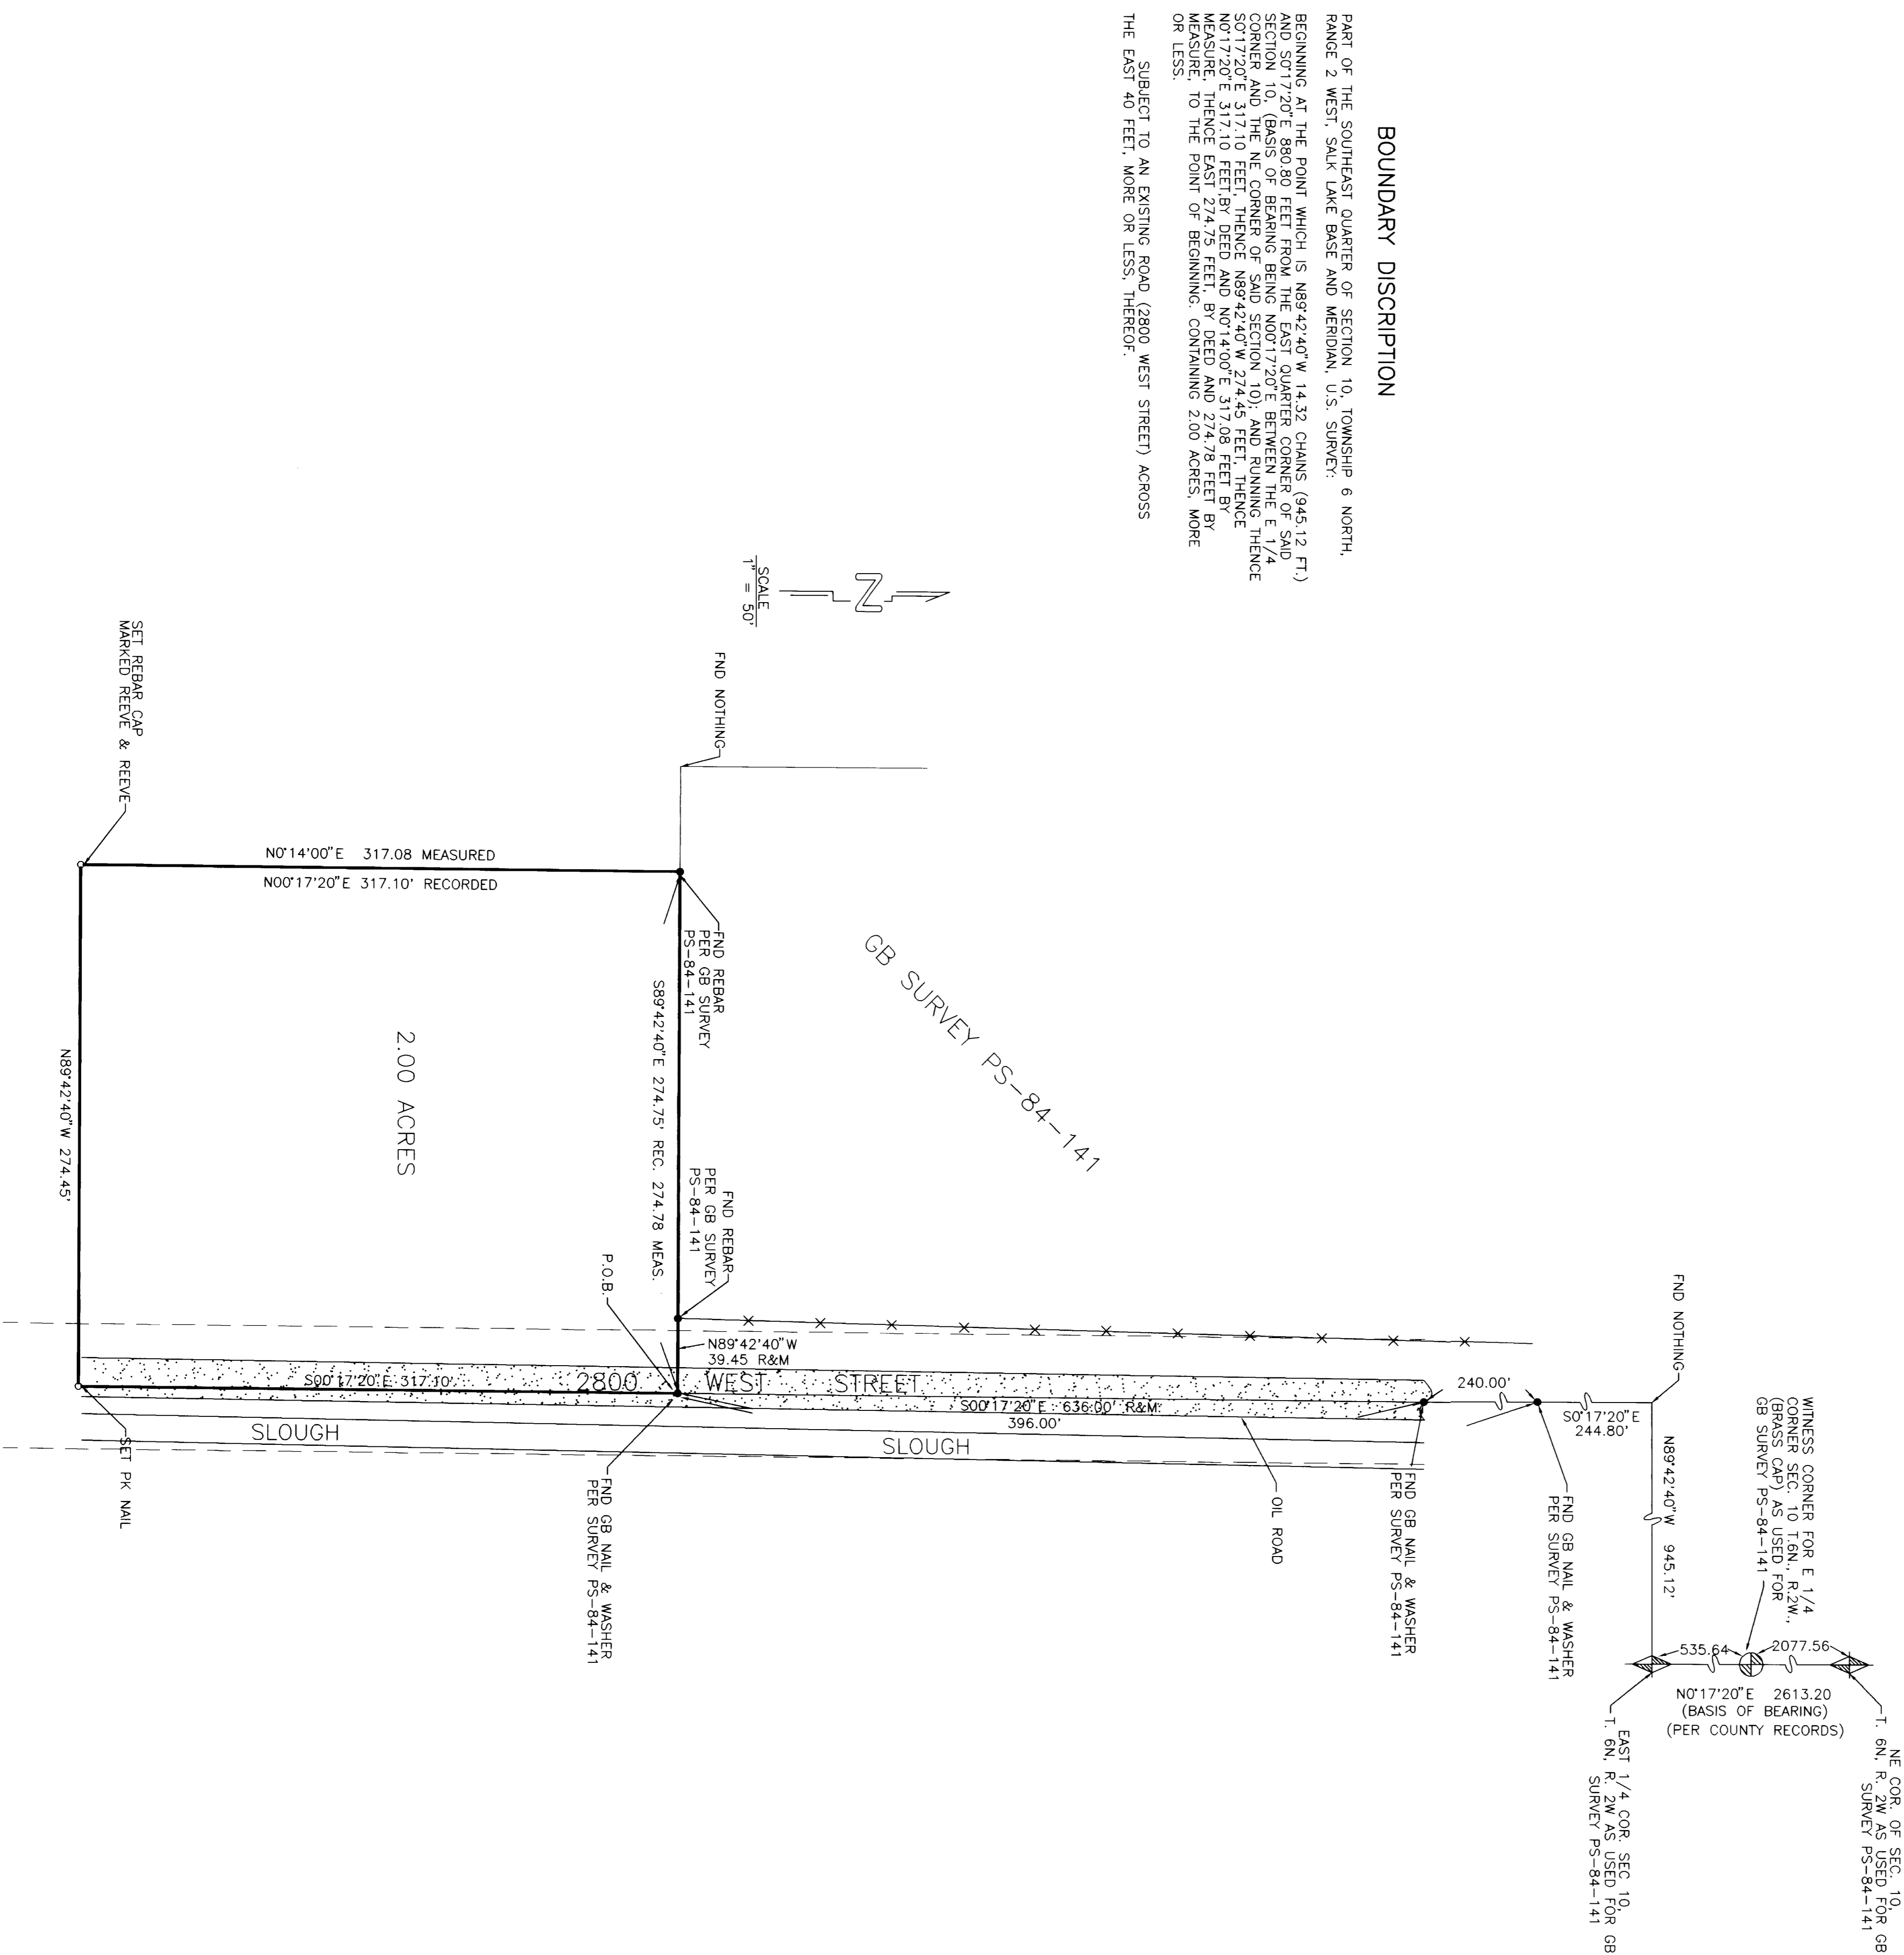 BOUNDARY DISCRIPTION
PART OF THE SOUTHEAST QUARTER OF SECTION 10, TOWNSHIP 6 NORTH,
RANGE 2 WEST, SALK LAKE BASE AND MERIDIAN, U.S. SURVEY:
BEGINNING AT THE POINT WHICH IS N89°42'40"W 14.32 CHAINS (945.12 FT.)
AND S0°17'20"E 880.80 FEET FROM THE EAST QUARTER CORNER OF SAID
SECTION 10, (BASIS OF BEARING BEING N00°17'20"E BETWEEN THE E 1/4
CORNER AND THE NE CORNER OF SAID SECTION 10); AND RUNNING THENCE
S0°17'20"E 317.10 FEET, THENCE N89°42'40"W 274.45 FEET, THENCE
N0°17'20"E 317.10 FEET,BY DEED AND N0°14'00"E 317.08 FEET BY
MEASURE, THENCE EAST 274.75 FEET, BY DEED AND 274.78 FEET BY
MEASURE, TO THE POINT OF BEGINNING. CONTAINING 2.00 ACRES, MORE
OR LESS.
SUBJECT TO AN EXISTING ROAD (2800 WEST STREET) ACROSS
THE EAST 40 FEET, MORE OR LESS, THEREOF.
N
SCALE
1" = 50'
NE COR. OF SEC. 10,
T. 6N, R. 2W AS USED FOR GB
SURVEY PS-84-141
2077.56
535.64
N0°17'20"E 2613.20
(BASIS OF BEARING)
(PER COUNTY RECORDS)
WITNESS CORNER FOR E 1/4
CORNER SEC. 10 T.6N., R.2W.,
(BRASS CAP) AS USED FOR
GB SURVEY PS-84-141
EAST 1/4 COR. SEC 10,
T. 6N, R. 2W AS USED FOR GB
SURVEY PS-84-141
FND NOTHING
N89°42'40"W 945.12'
S0°17'20"E
244.80'
240.00'
FND GB NAIL & WASHER
PER SURVEY PS-84-141
FND GB NAIL & WASHER
PER SURVEY PS-84-141
OIL ROAD
S00°17'20"E 636.00' R&M
396.00'
SLOUGH
GB SURVEY PS-84-141
FND NOTHING
FND REBAR
PER GB SURVEY
PS-84-141
FND REBAR
PER GB SURVEY
PS-84-141
N89°42'40"W
39.45 R&M
2800 WEST STREET
S89°42'40"E 274.75' REC. 274.78 MEAS.
P.O.B.
FND GB NAIL & WASHER
PER SURVEY PS-84-141
N0°14'00"E 317.08 MEASURED
N00°17'20"E 317.10' RECORDED
2.00 ACRES
S00°17'20"E 317.10'
SLOUGH
N89°42'40"W 274.45'
SET REBAR CAP
MARKED REEVE & REEVE
SET PK NAIL